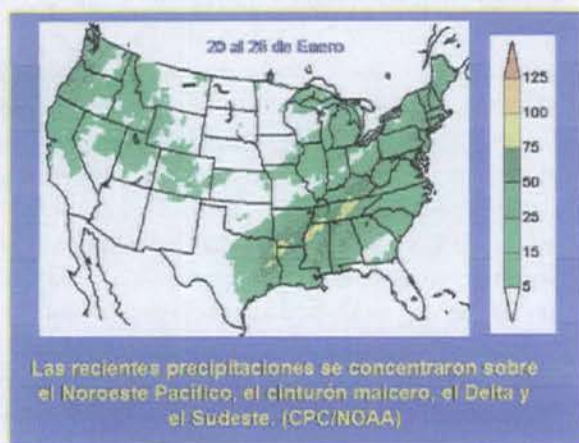 20 al 26 de Enero
125
100
75
50
25
15
5
Las recientes precipitaciones se concentraron sobre
el Noroeste Pacífico, el cinturón maicero, el Delta y
el Sudeste. (CPC/NOAA)